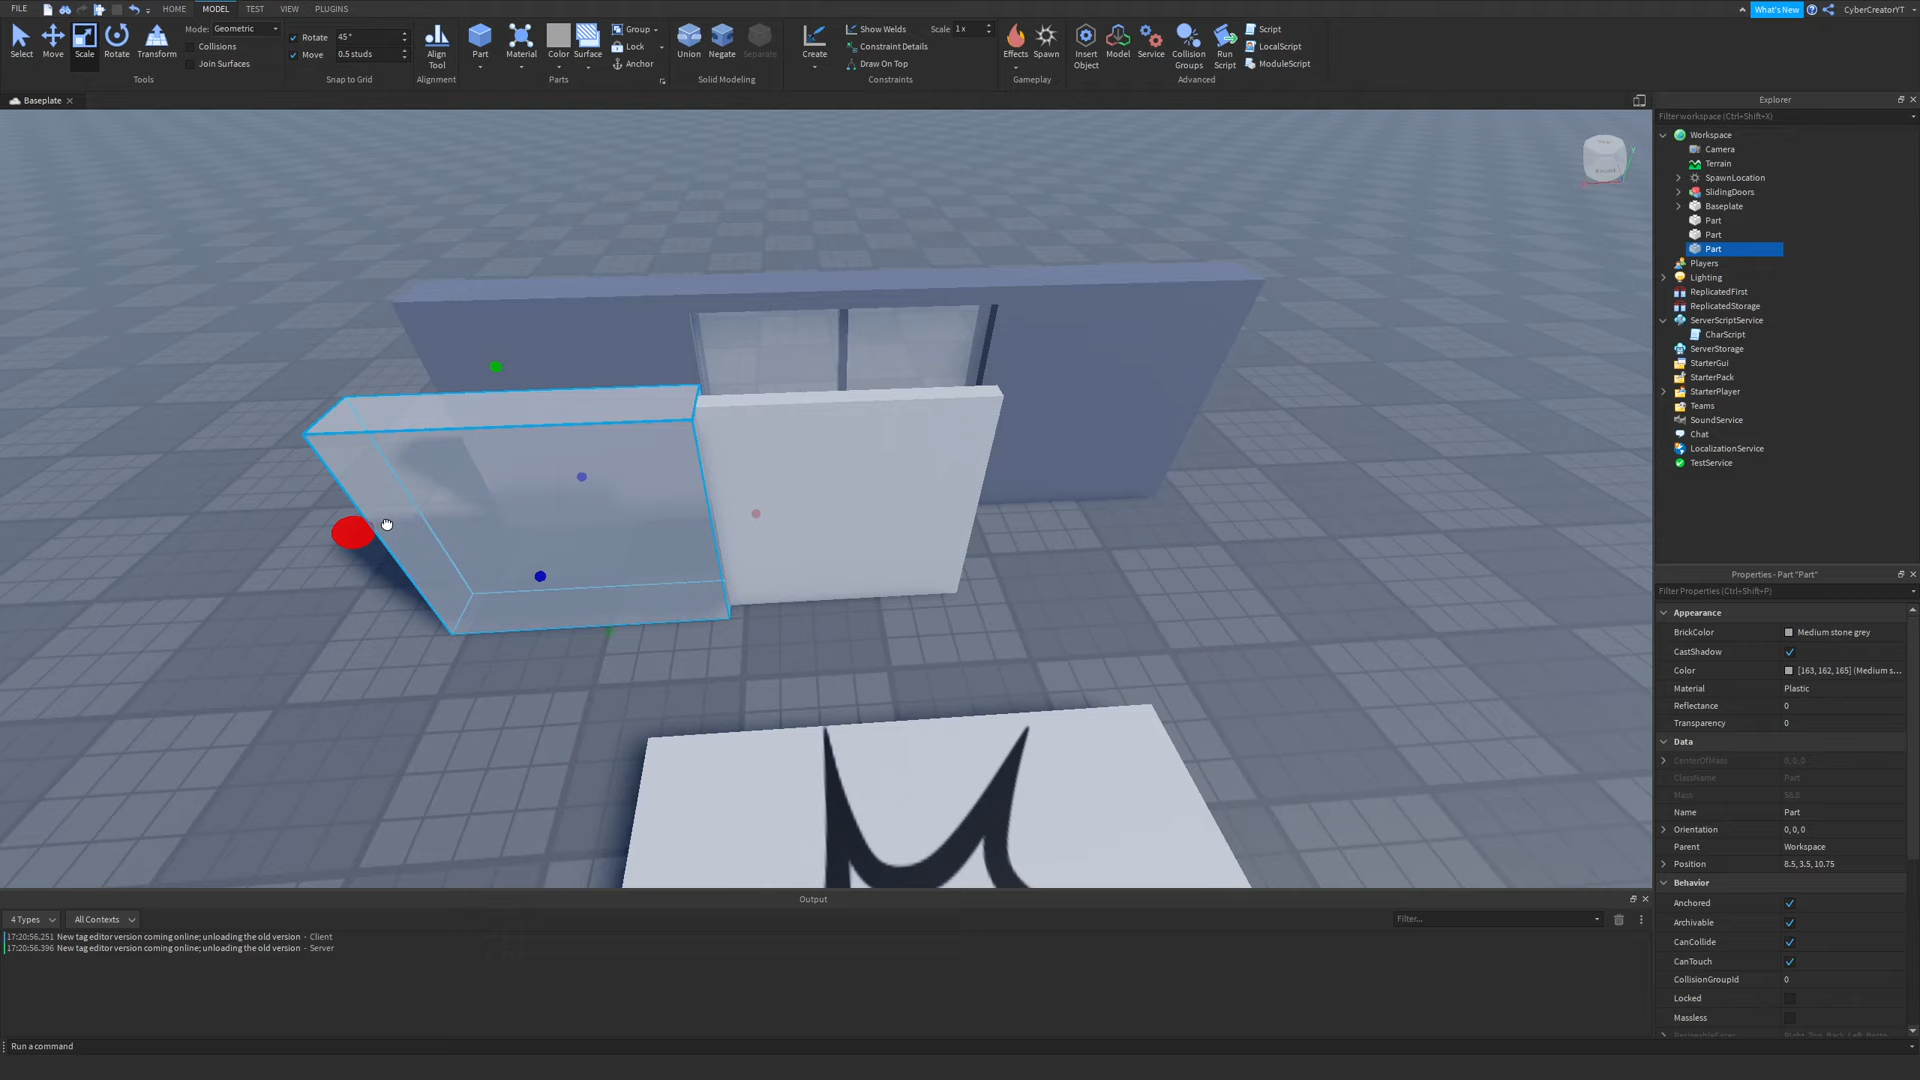 FILE HOME MODEL TEST VIEW PLUGINS What's New CyberCreatorYT
Select Move Scale Rotate Transform
Mode: Geometric
Collisions
Join Surfaces
Tools
Rotate 45°
Move 0.5 studs
Snap to Grid
Align Tool
Alignment
Part Material Color Surface
Group
Lock
Anchor
Parts
Union Negate Separate
Solid Modeling
Create
Show Welds Scale 1x
Constraint Details
Draw On Top
Constraints
Effects Spawn
Gameplay
Insert Object Model Service Collision Groups Run Script
Script
LocalScript
ModuleScript
Advanced
Baseplate
Explorer
Filter workspace (Ctrl+Shift+X)
Workspace
Camera
Terrain
SpawnLocation
SlidingDoors
Baseplate
Part
Part
Part
Players
Lighting
ReplicatedFirst
ReplicatedStorage
ServerScriptService
CharScript
ServerStorage
StarterGui
StarterPack
StarterPlayer
Teams
SoundService
Chat
LocalizationService
TestService
Properties - Part "Part"
Filter Properties (Ctrl+Shift+P)
Appearance
BrickColor Medium stone grey
CastShadow
Color [163, 162, 165] (Medium s...
Material Plastic
Reflectance 0
Transparency 0
Data
CenterOfMass 0, 0, 0
ClassName Part
Mass
Name Part
Orientation 0, 0, 0
Parent Workspace
Position 8.5, 3.5, 10.75
Behavior
Anchored
Archivable
CanCollide
CanTouch
CollisionGroupId 0
Locked
Massless
Output
4 Types All Contexts Filter...
17:20:56.251 New tag editor version coming online; unloading the old version - Client
17:20:56.396 New tag editor version coming online; unloading the old version - Server
Run a command